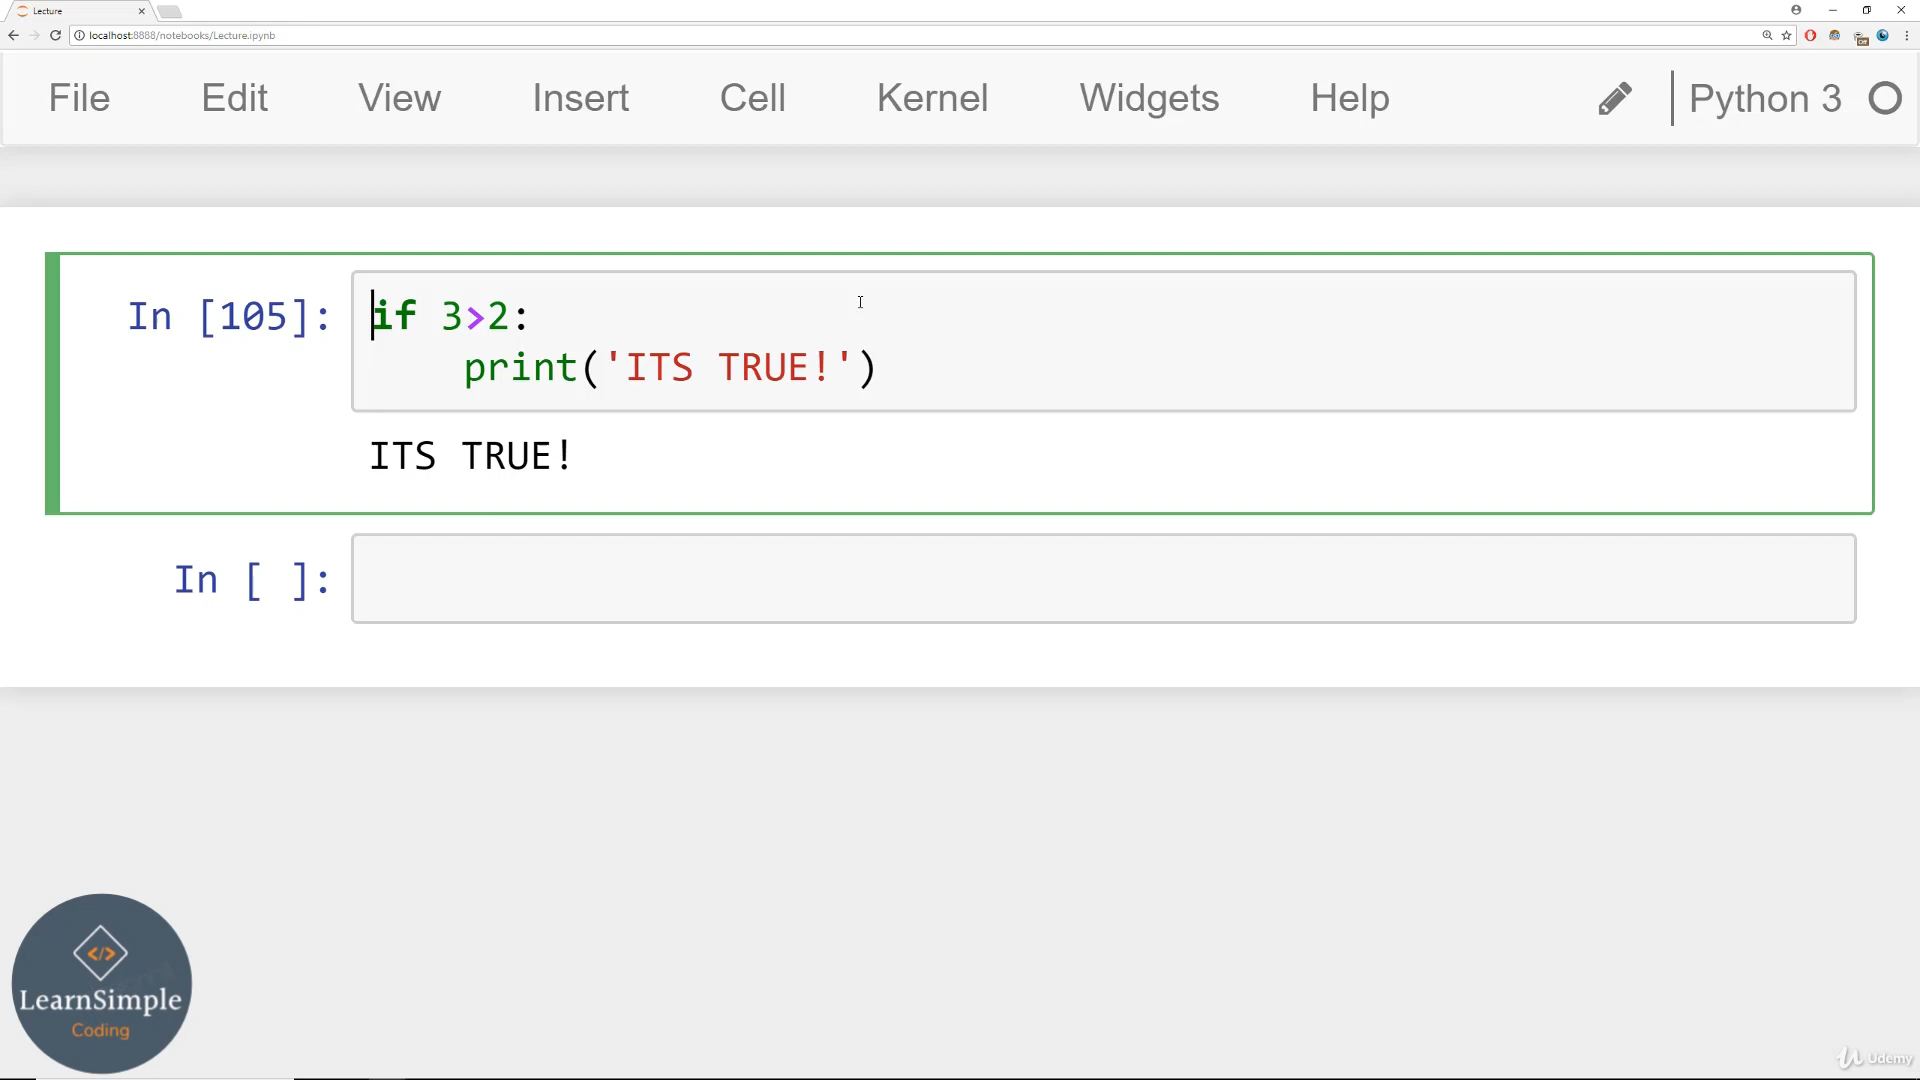 Lecture
localhost:8888/notebooks/Lecture.ipynb
File Edit View Insert Cell Kernel Widgets Help Python 3
In [105]: if 3>2:
print('ITS TRUE!')
ITS TRUE!
In [ ]:
</>
LearnSimple
Coding
Udemy